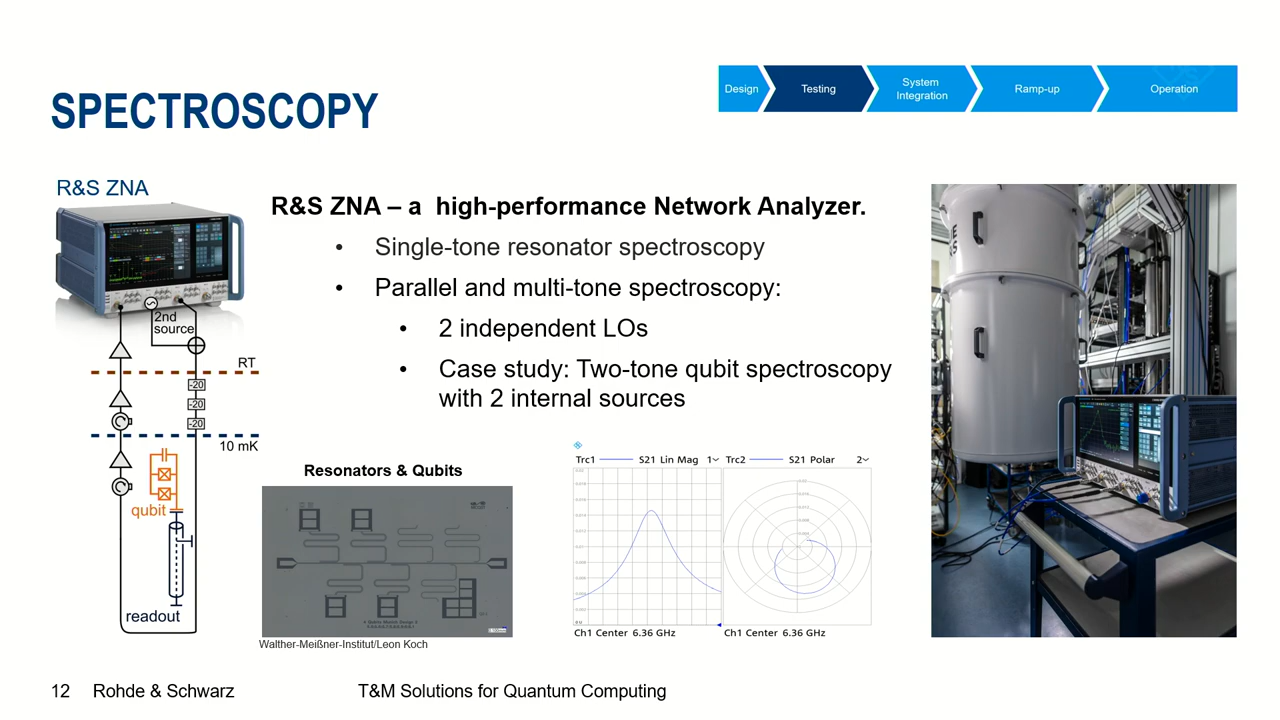 SPECTROSCOPY
Design
Testing
System
Integration
Ramp-up
Operation
R&S ZNA
2nd
source
RT
-20
-20
-20
10 mK
qubit
readout
R&S ZNA – a high-performance Network Analyzer.
• Single-tone resonator spectroscopy
• Parallel and multi-tone spectroscopy:
• 2 independent LOs
• Case study: Two-tone qubit spectroscopy
with 2 internal sources
Resonators & Qubits
Walther-Meißner-Institut/Leon Koch
Trc1 S21 Lin Mag 1
Trc2 S21 Polar 2
Ch1 Center 6.36 GHz
Ch1 Center 6.36 GHz
12 Rohde & Schwarz T&M Solutions for Quantum Computing